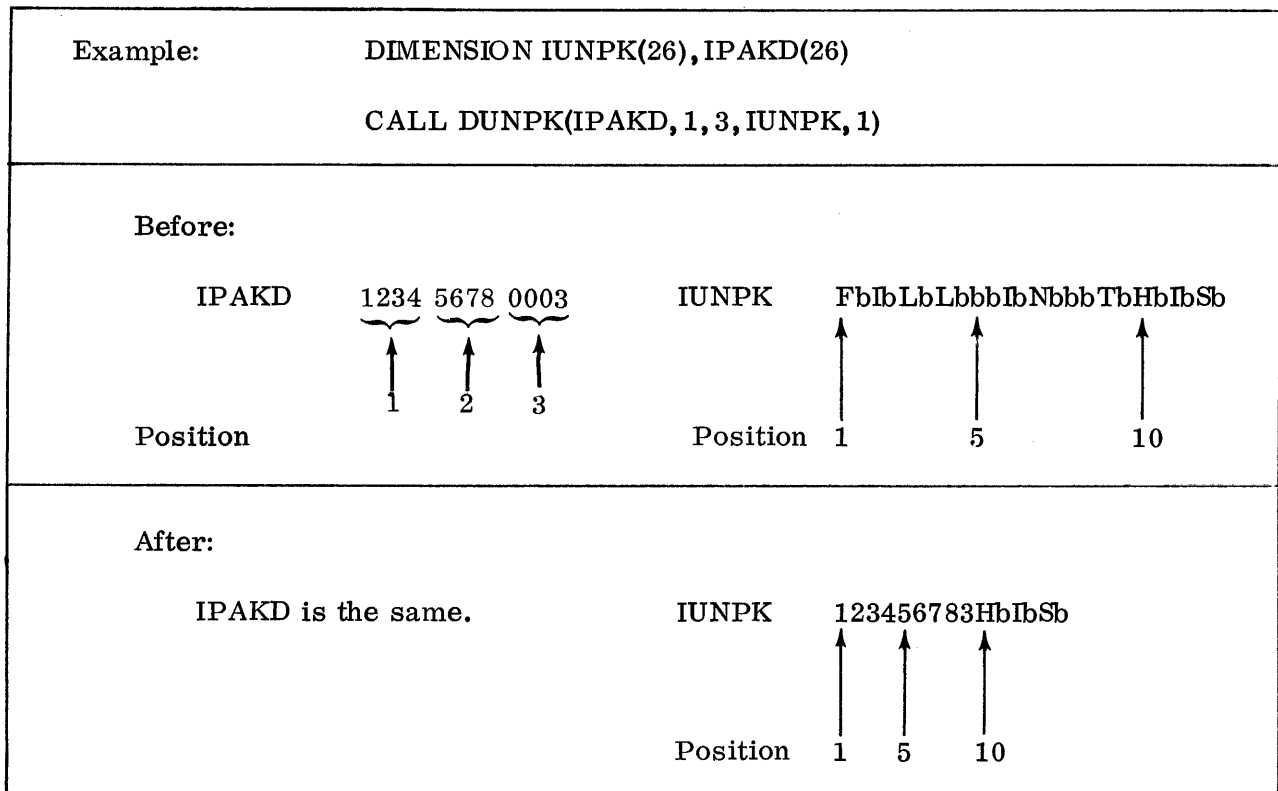 Example: DIMENSION IUNPK(26), IPAKD(26)
CALL DUNPK(IPAKD, 1, 3, IUNPK, 1)
Before:
IPAKD 1234 5678 0003 IUNPK FbIbLbLbbbIbNbbbTbHbIbSb
1 2 3
Position Position 1 5 10
After:
IPAKD is the same. IUNPK 123456783HbIbSb
Position 1 5 10